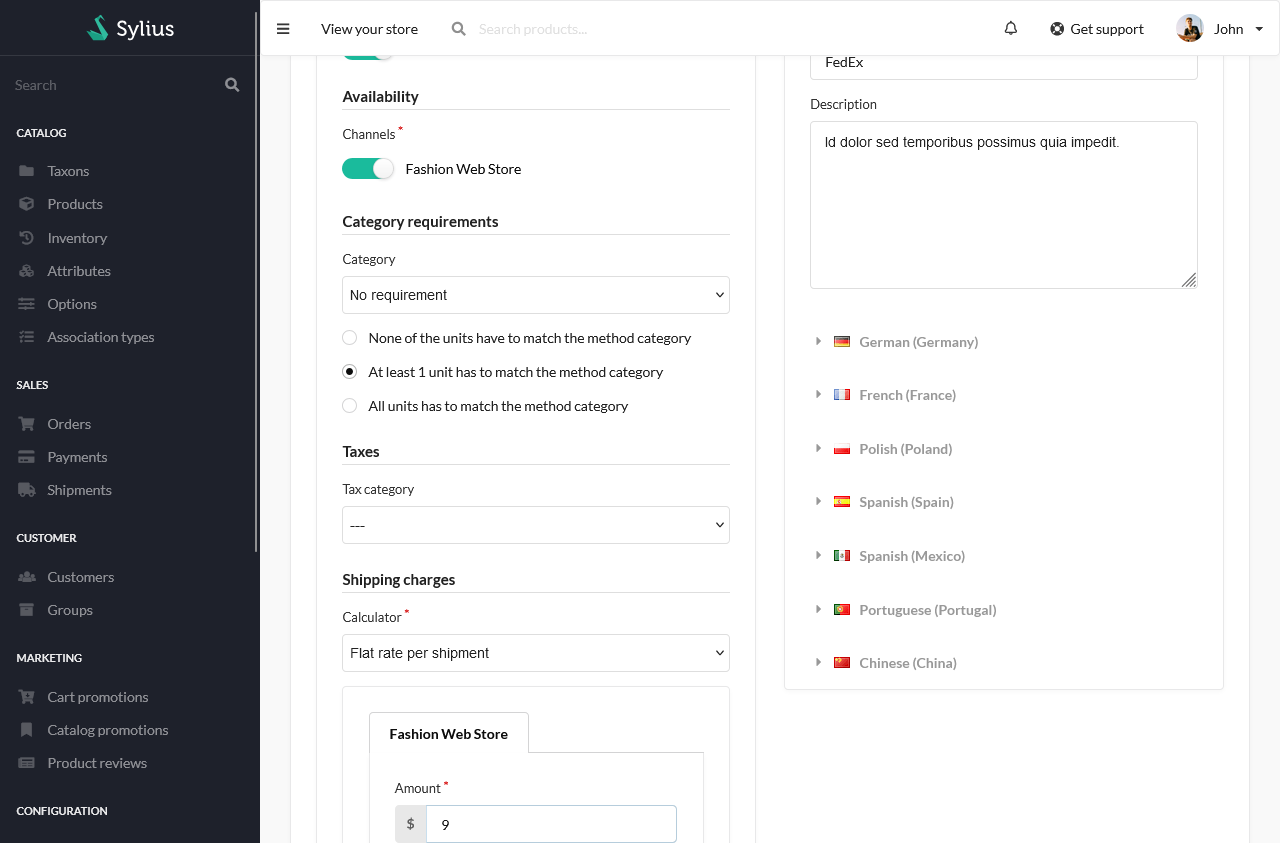 Sylius
View your store
Search products...
Get support
John
Search
CATALOG
Taxons
Products
Inventory
Attributes
Options
Association types
SALES
Orders
Payments
Shipments
CUSTOMER
Customers
Groups
MARKETING
Cart promotions
Catalog promotions
Product reviews
CONFIGURATION
Availability
Channels *
Fashion Web Store
Category requirements
Category
No requirement
None of the units have to match the method category
At least 1 unit has to match the method category
All units has to match the method category
Taxes
Tax category
---
Shipping charges
Calculator *
Flat rate per shipment
Fashion Web Store
Amount *
$ 9
FedEx
Description
Id dolor sed temporibus possimus quia impedit.
German (Germany)
French (France)
Polish (Poland)
Spanish (Spain)
Spanish (Mexico)
Portuguese (Portugal)
Chinese (China)